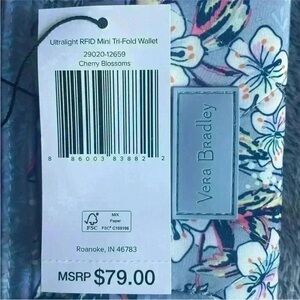 Ultralight RFID Mini Tri-Fold Wallet
29020-12659
Cherry Blossoms
8 86003 83882 2
FSC
MIX
Paper
Roanoke, IN 46783
MSRP $79.00
Vera Bradley